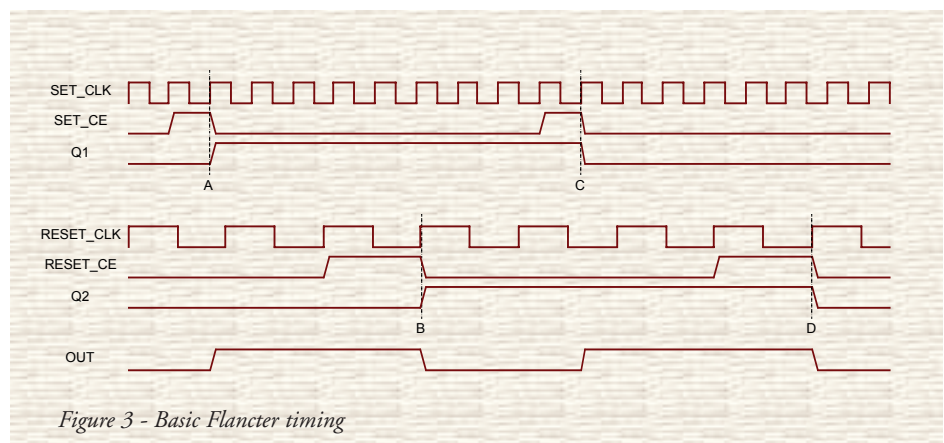 SET_CLK
SET_CE
Q1
A
C
RESET_CLK
RESET_CE
Q2
B
D
OUT
Figure 3 - Basic Flancter timing